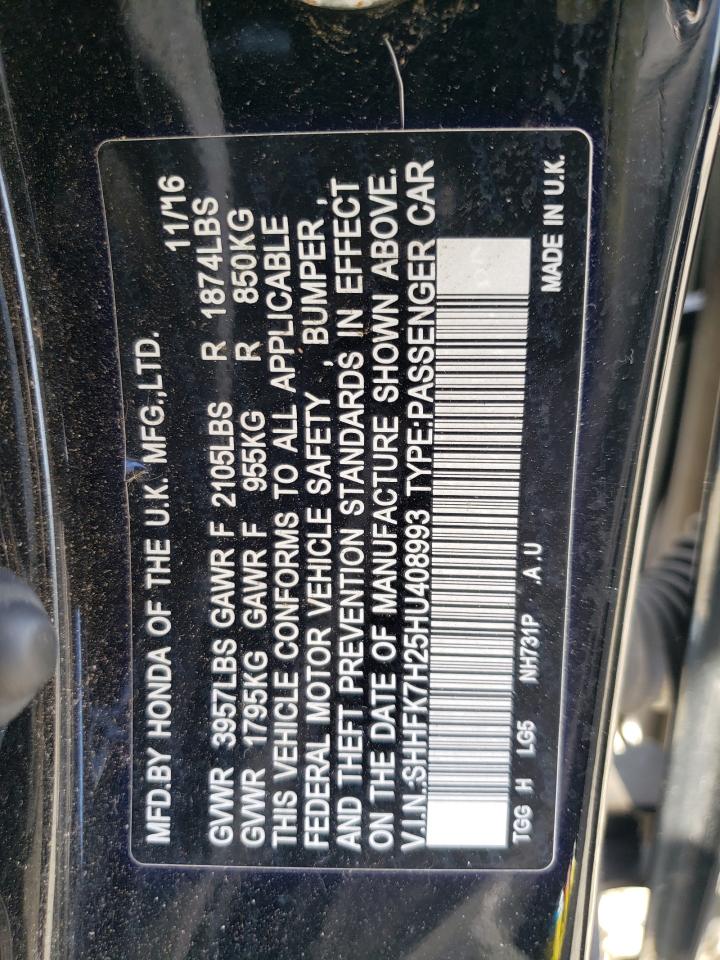 MFD.BY HONDA OF THE U.K. MFG.,LTD. 11/16
GVWR 3957LBS GAWR F 2105LBS R 1874LBS
GVWR 1795KG GAWR F 955KG R 850KG
THIS VEHICLE CONFORMS TO ALL APPLICABLE
FEDERAL MOTOR VEHICLE SAFETY , BUMPER ,
AND THEFT PREVENTION STANDARDS IN EFFECT
ON THE DATE OF MANUFACTURE SHOWN ABOVE.
V.I.N.:SHHFK7H25HU408993 TYPE:PASSENGER CAR
TGG H LG5 NH731P .A.U MADE IN U.K.